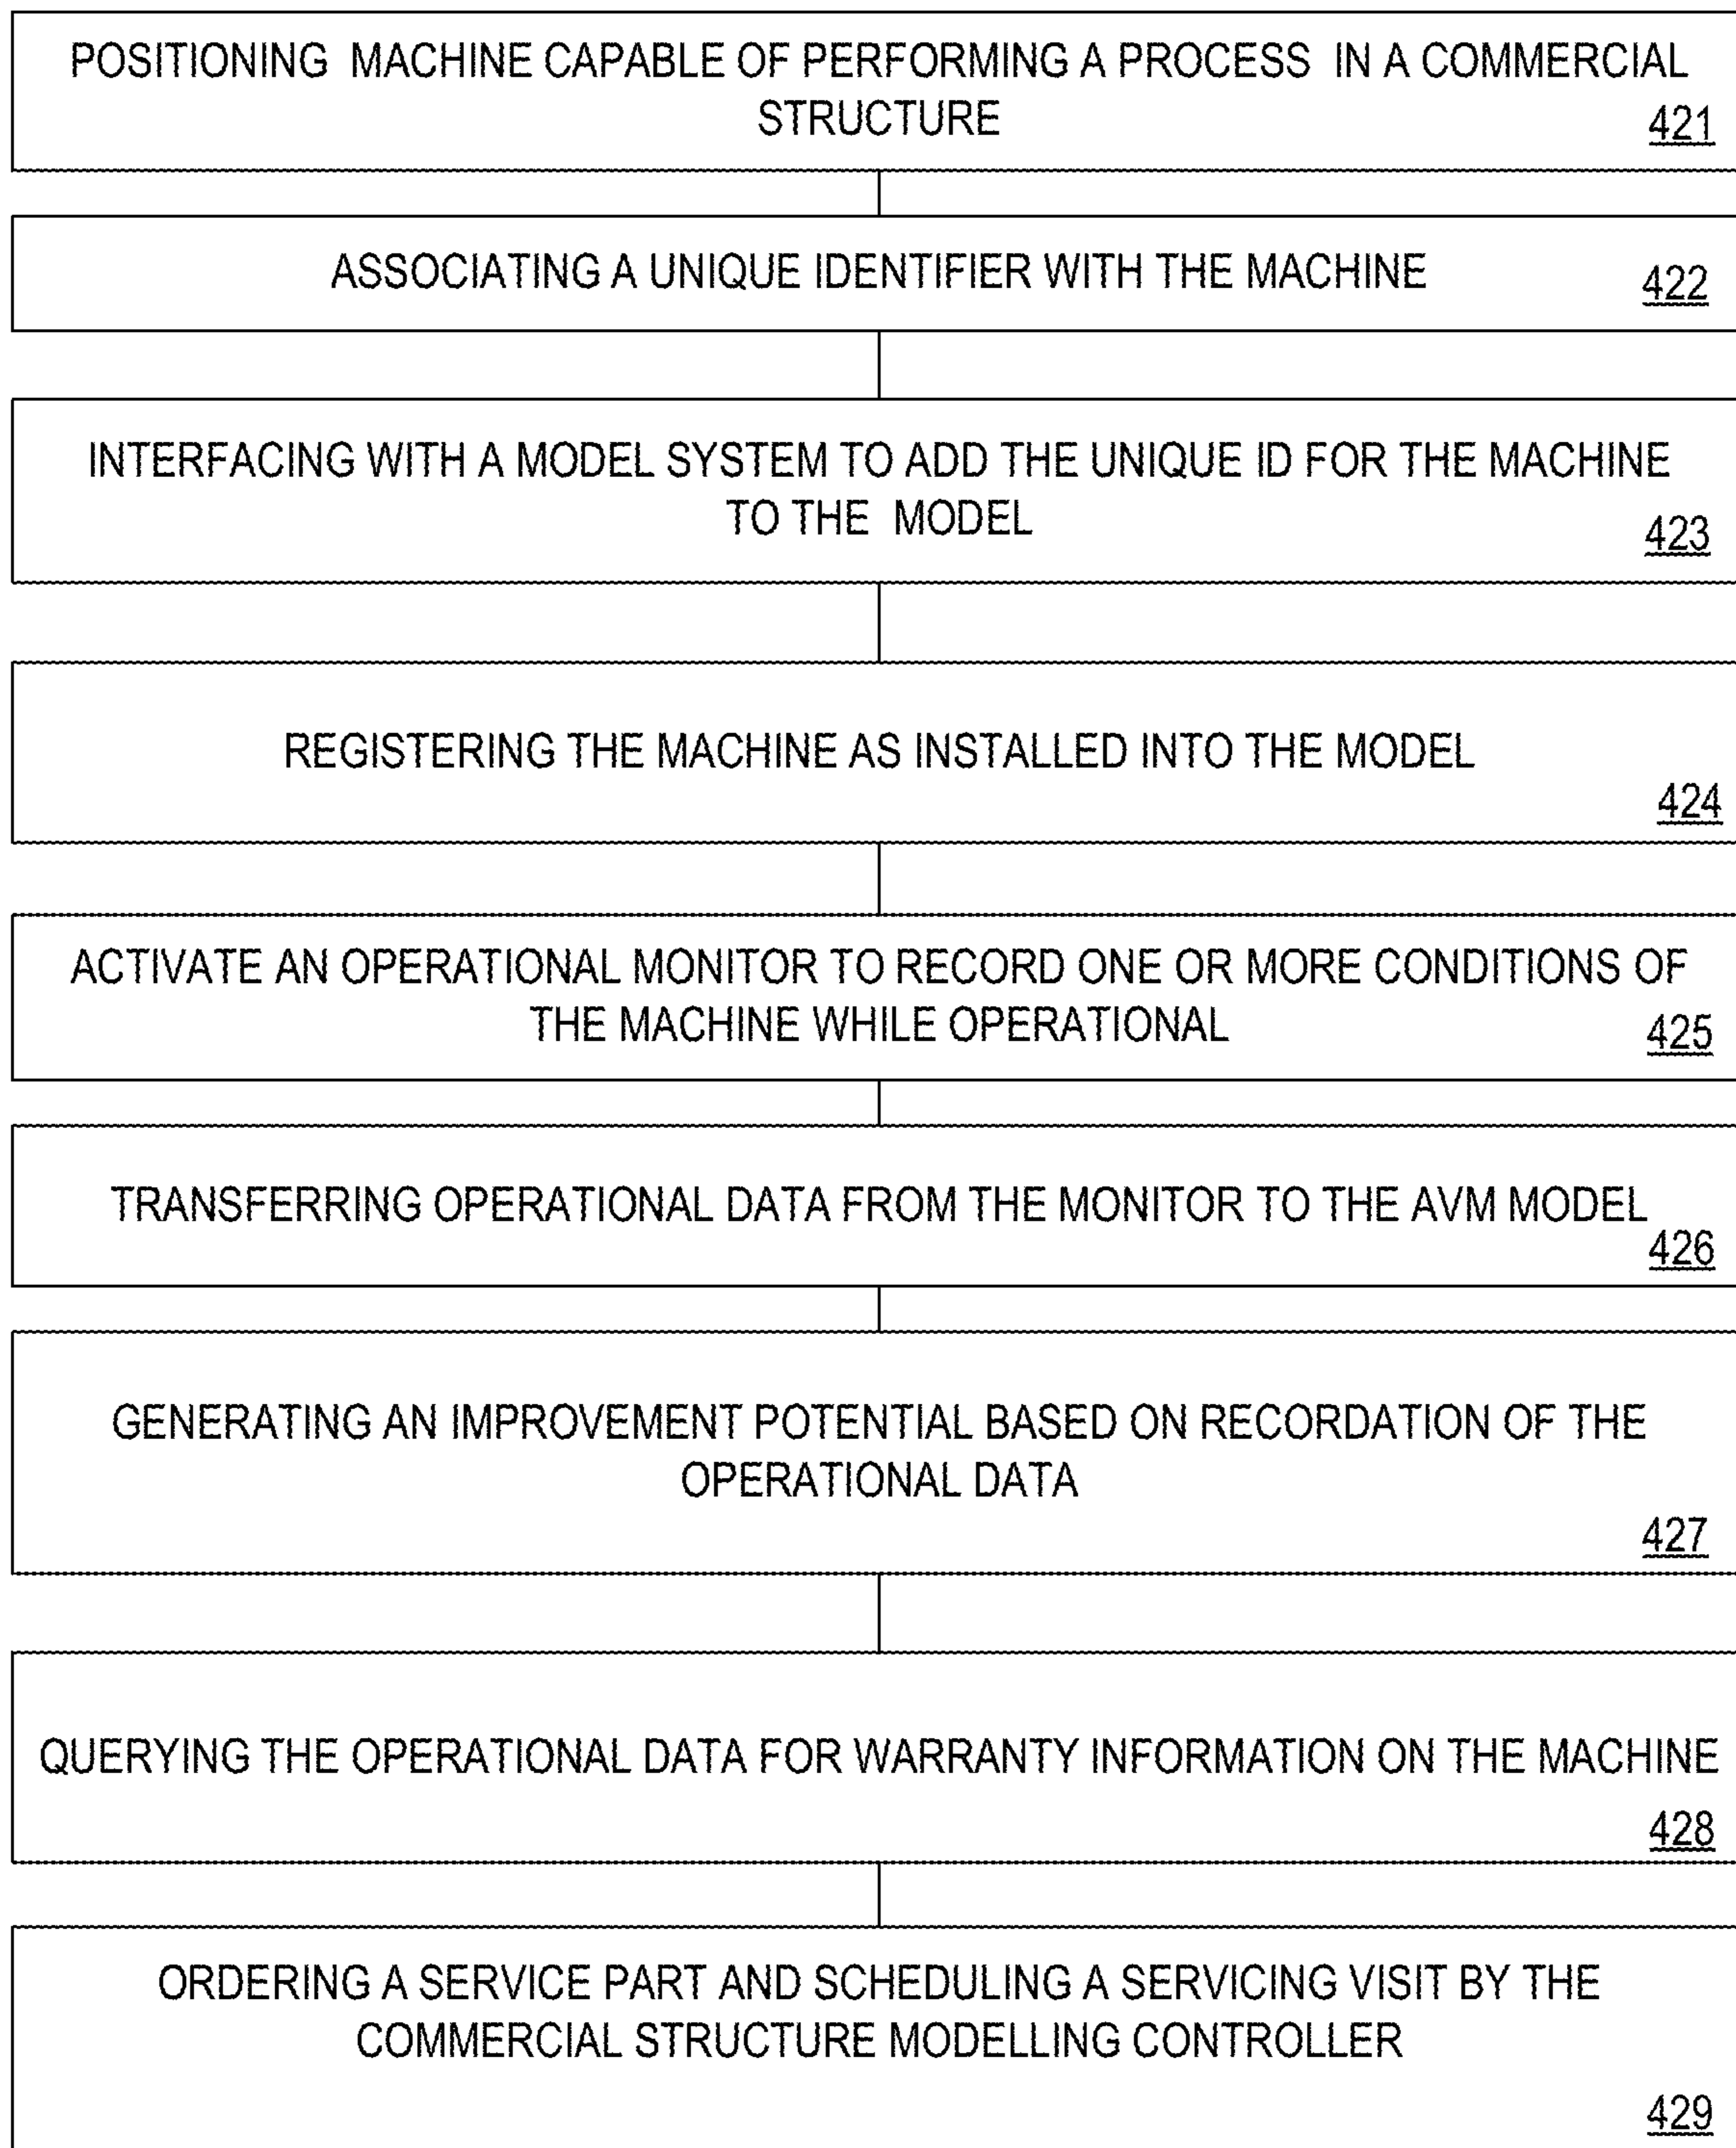 POSITIONING MACHINE CAPABLE OF PERFORMING A PROCESS IN A COMMERCIAL
STRUCTURE
421
ASSOCIATING A UNIQUE IDENTIFIER WITH THE MACHINE
422
INTERFACING WITH A MODEL SYSTEM TO ADD THE UNIQUE ID FOR THE MACHINE
TO THE MODEL
423
REGISTERING THE MACHINE AS INSTALLED INTO THE MODEL
424
ACTIVATE AN OPERATIONAL MONITOR TO RECORD ONE OR MORE CONDITIONS OF
THE MACHINE WHILE OPERATIONAL
425
TRANSFERRING OPERATIONAL DATA FROM THE MONITOR TO THE AVM MODEL
426
GENERATING AN IMPROVEMENT POTENTIAL BASED ON RECORDATION OF THE
OPERATIONAL DATA
427
QUERYING THE OPERATIONAL DATA FOR WARRANTY INFORMATION ON THE MACHINE
428
ORDERING A SERVICE PART AND SCHEDULING A SERVICING VISIT BY THE
COMMERCIAL STRUCTURE MODELLING CONTROLLER
429